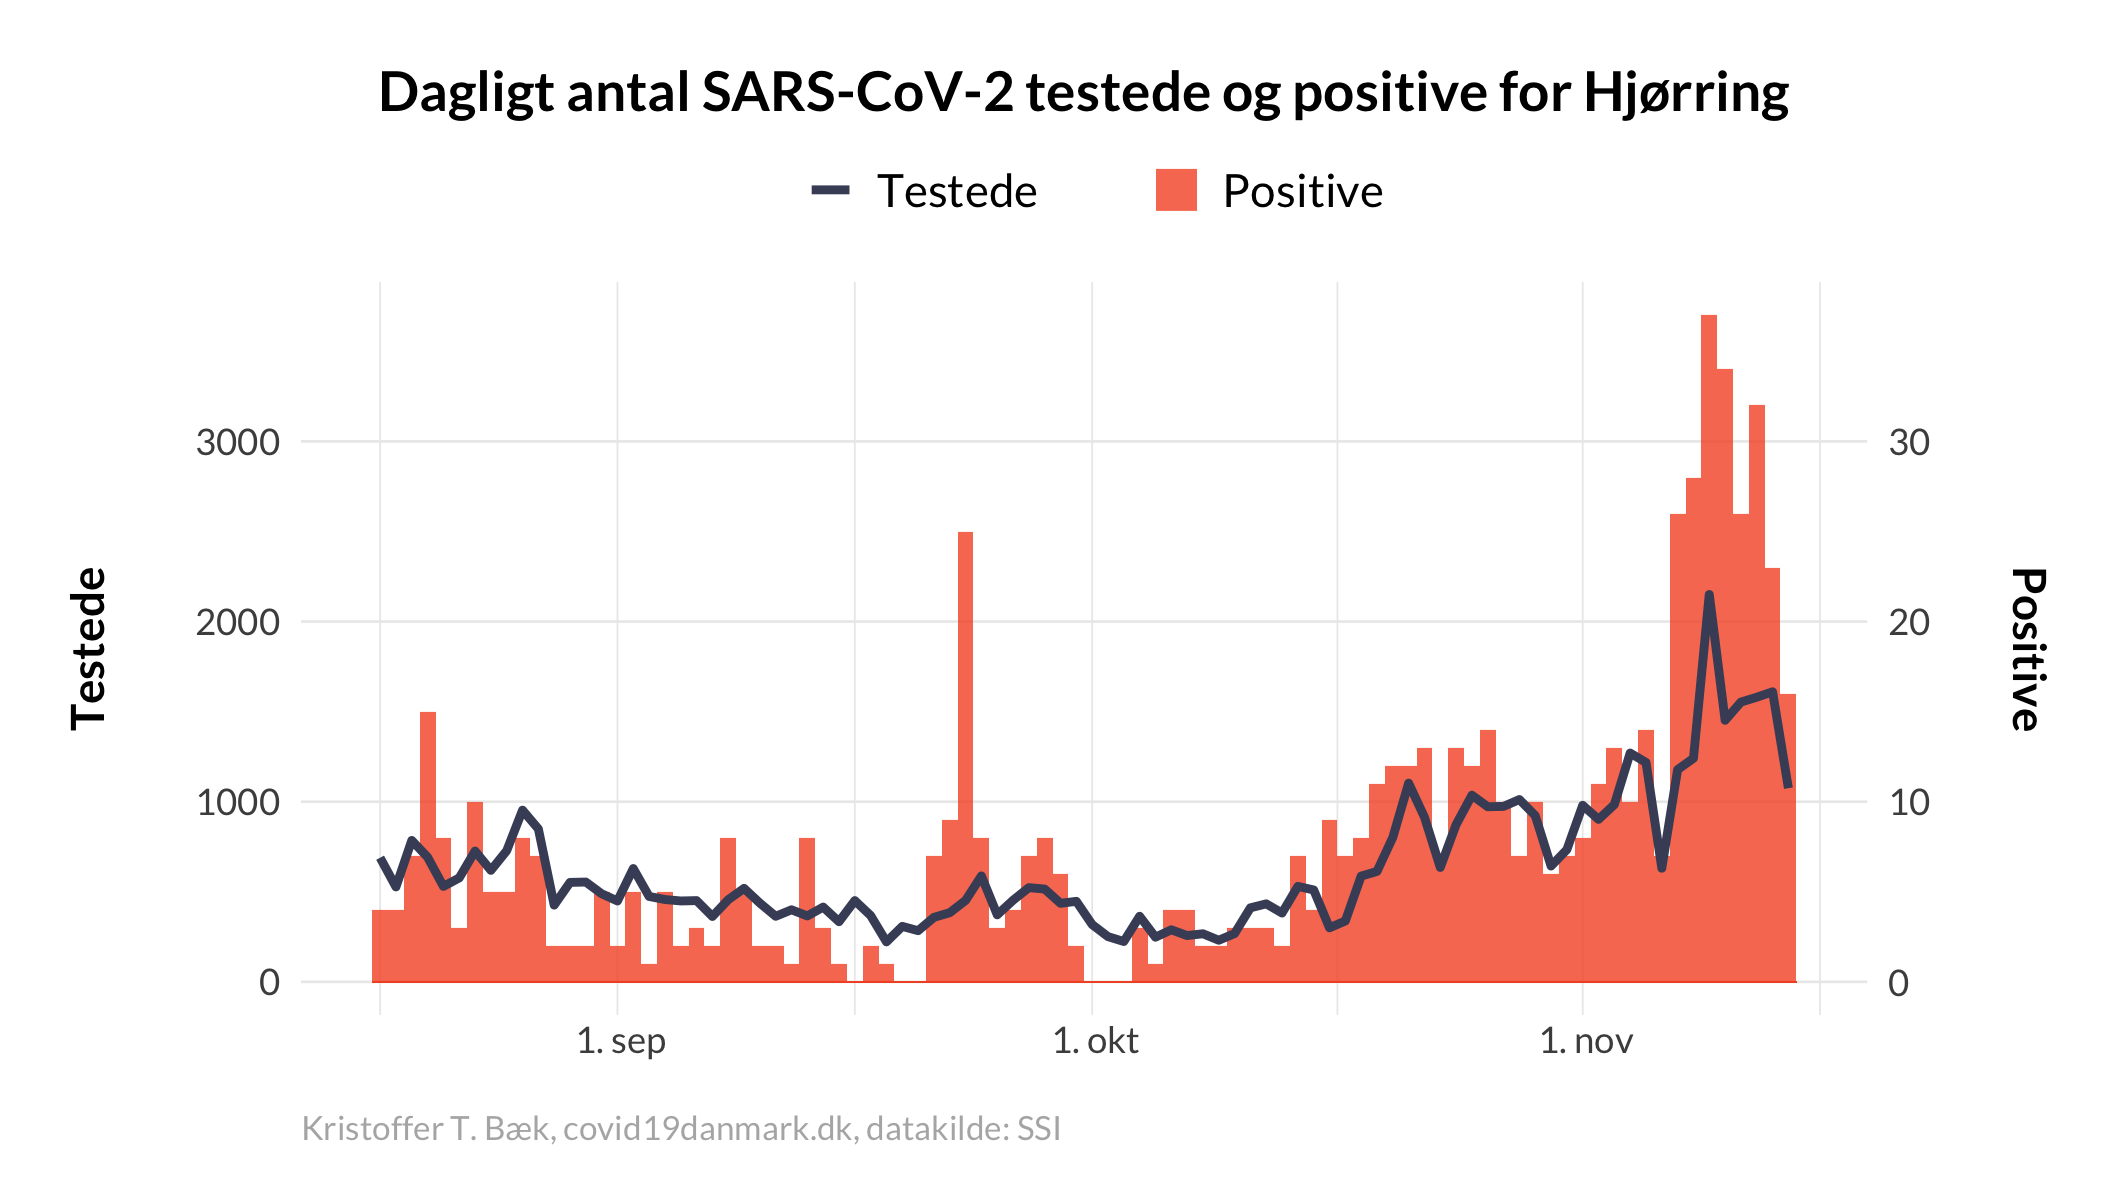 Dagligt antal SARS-CoV-2 testede og positive for Hjørring
Testede
Positive
3000
2000
1000
0
Testede
30
20
10
0
Positive
1. sep
1. okt
1. nov
Kristoffer T. Bæk, covid19danmark.dk, datakilde: SSI